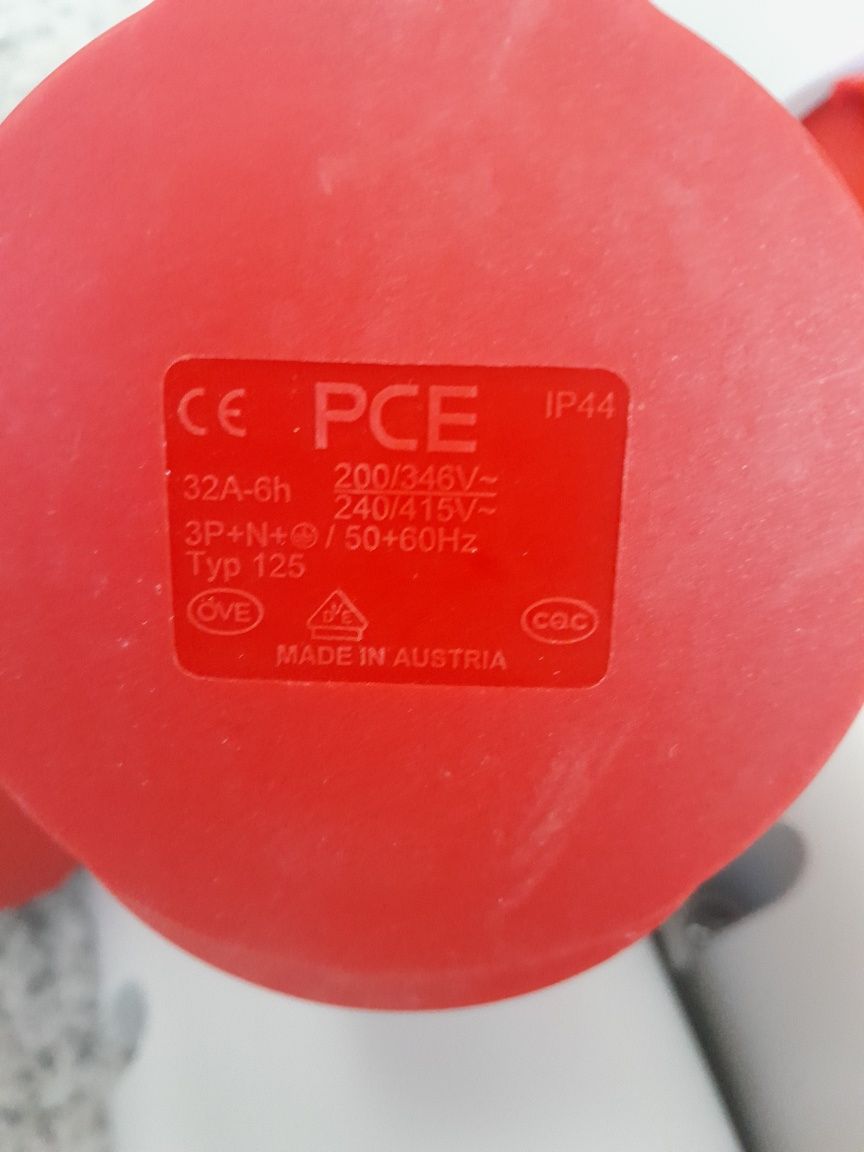 CE PCE IP44
32A-6h 200/346V~
240/415V~
3P+N+⏚ / 50+60Hz
Typ 125
ÖVE DVE CQC
MADE IN AUSTRIA